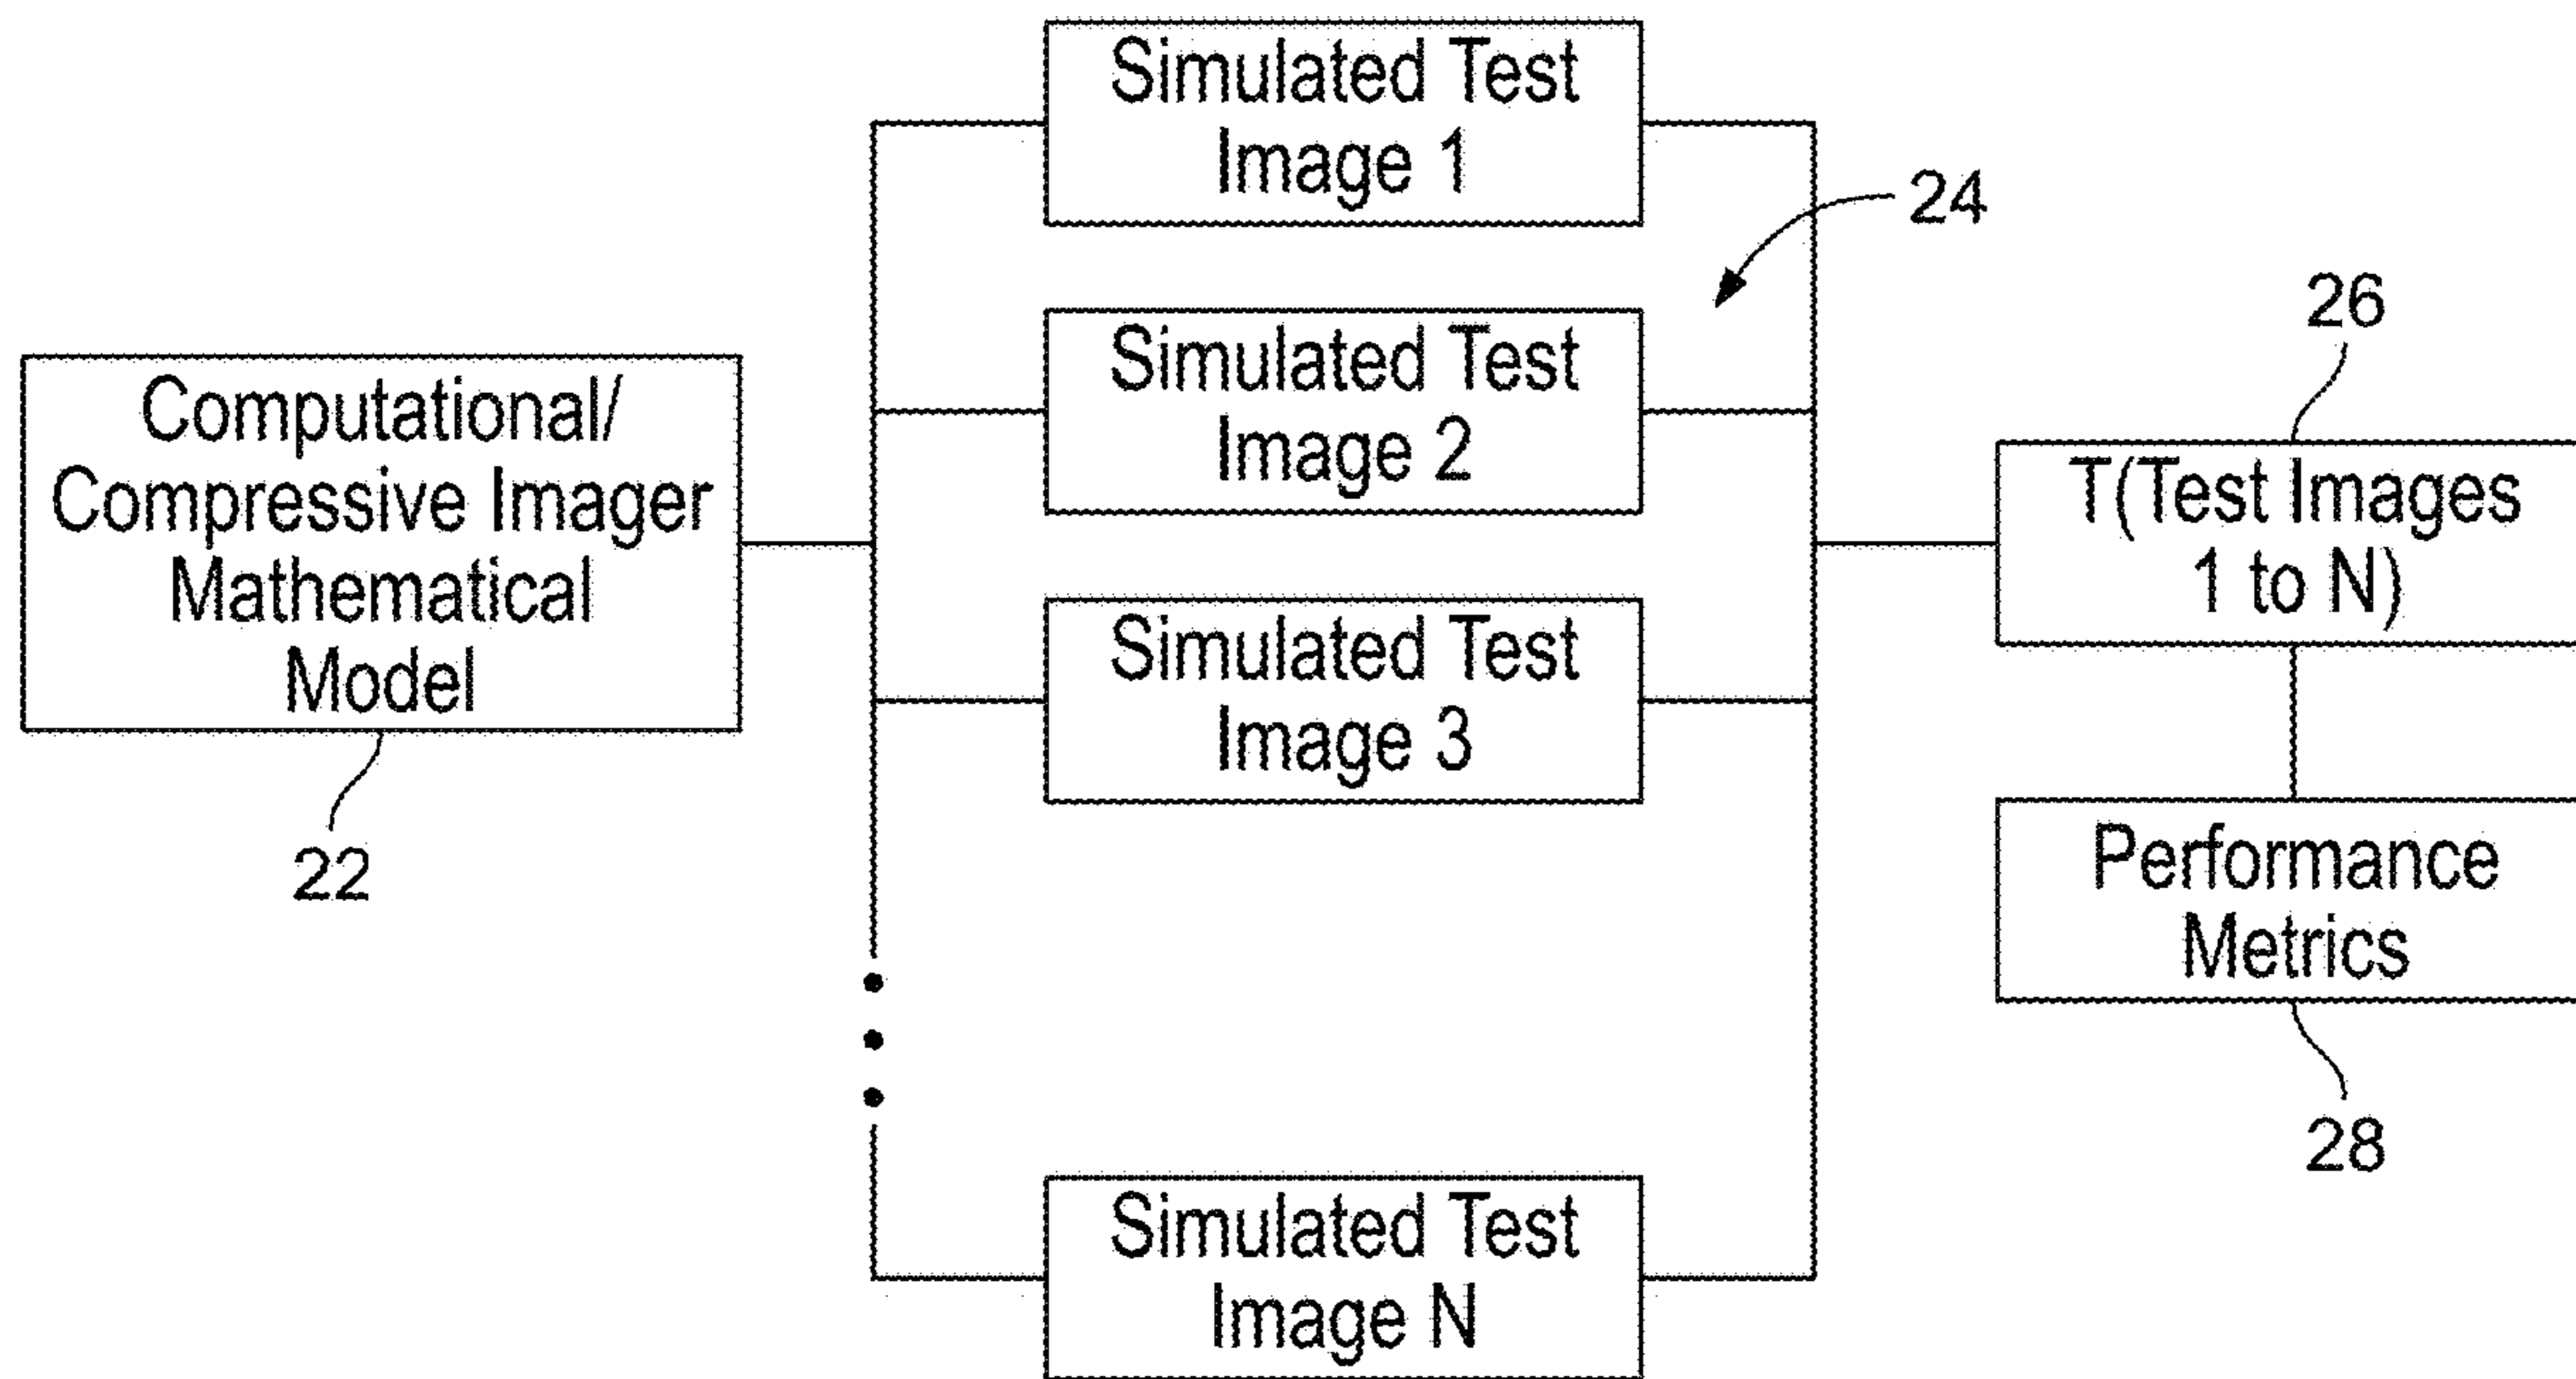 Computational/
Compressive Imager
Mathematical
Model
22
Simulated Test
Image 1
Simulated Test
Image 2
Simulated Test
Image 3
Simulated Test
Image N
24
26
T(Test Images
1 to N)
Performance
Metrics
28